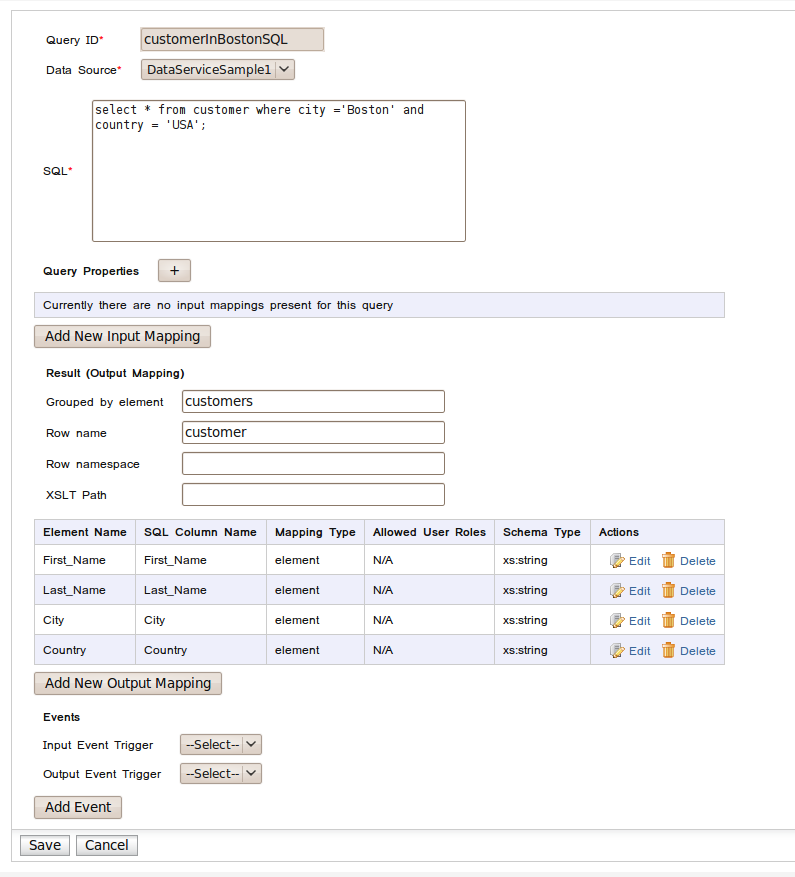 Query ID* customerInBostonSQL
Data Source* DataServiceSample1
select * from customer where city ='Boston' and
country = 'USA';
SQL*
Query Properties +
Currently there are no input mappings present for this query
Add New Input Mapping
Result (Output Mapping)
Grouped by element customers
Row name customer
Row namespace
XSLT Path
Element Name SQL Column Name Mapping Type Allowed User Roles Schema Type Actions
First_Name First_Name element N/A xs:string Edit Delete
Last_Name Last_Name element N/A xs:string Edit Delete
City City element N/A xs:string Edit Delete
Country Country element N/A xs:string Edit Delete
Add New Output Mapping
Events
Input Event Trigger --Select--
Output Event Trigger --Select--
Add Event
Save Cancel